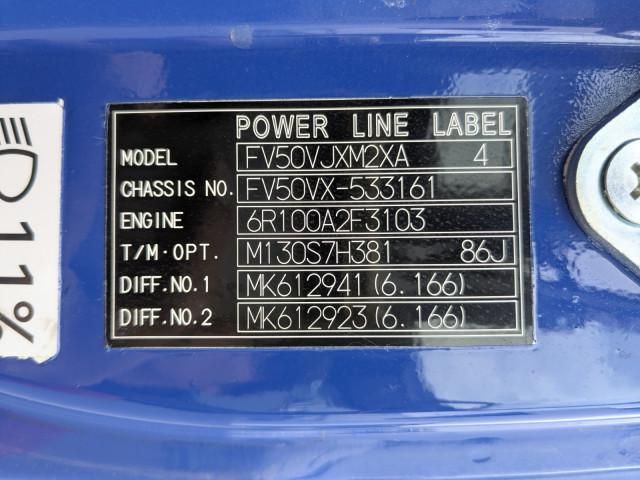 POWER LINE LABEL
MODEL FV50VJXM2XA 4
CHASSIS NO. FV50VX-533161
ENGINE 6R100A2F3103
T/M·OPT. M130S7H381 86J
DIFF.NO.1 MK612941(6.166)
DIFF.NO.2 MK612923(6.166)
11%